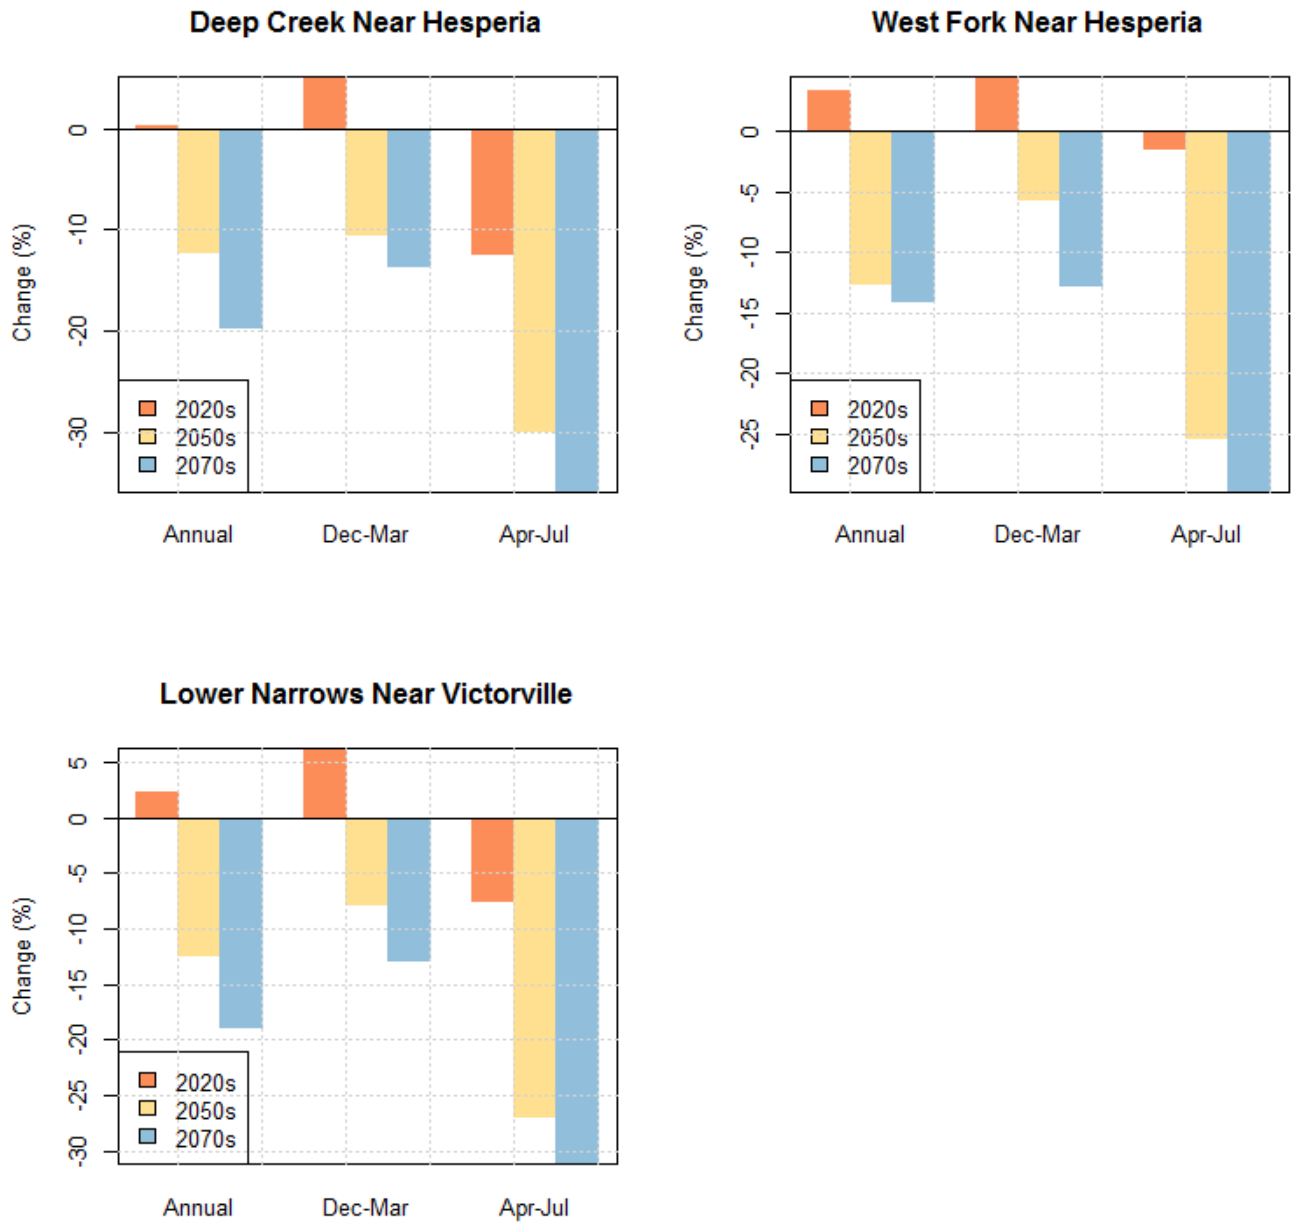 Deep Creek Near Hesperia
Change (%)
0
-10
-20
-30
2020s
2050s
2070s
Annual Dec-Mar Apr-Jul
West Fork Near Hesperia
Change (%)
0
-5
-10
-15
-20
-25
2020s
2050s
2070s
Annual Dec-Mar Apr-Jul
Lower Narrows Near Victorville
Change (%)
5
0
-5
-10
-15
-20
-25
-30
2020s
2050s
2070s
Annual Dec-Mar Apr-Jul